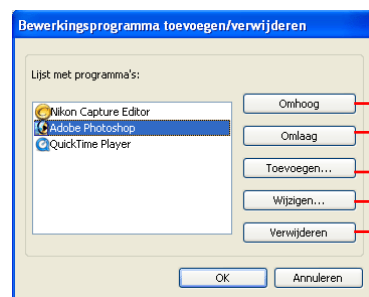 Bewerkingsprogramma toevoegen/verwijderen
Lijst met programma's:
Nikon Capture Editor
Adobe Photoshop
QuickTime Player
Omhoog
Omlaag
Toevoegen...
Wijzigen...
Verwijderen
OK
Annuleren